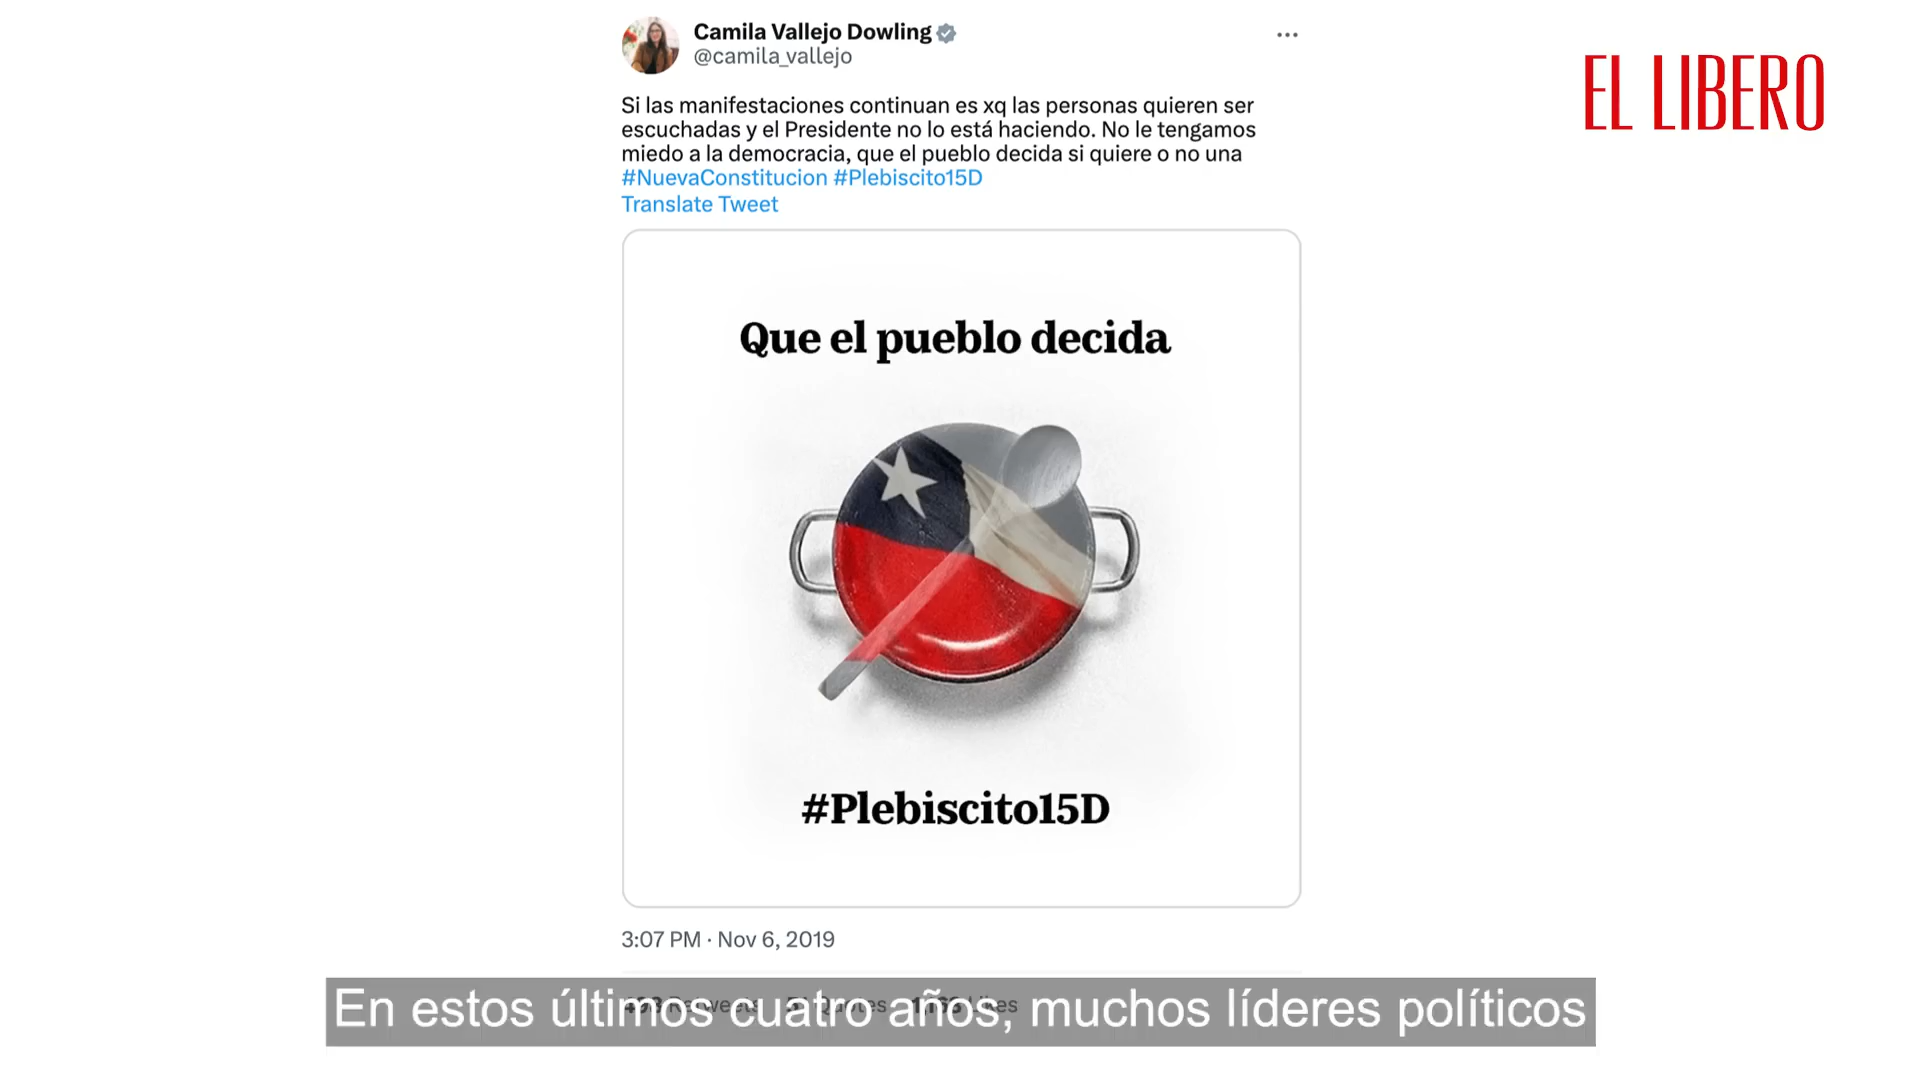 Camila Vallejo Dowling
@camila_vallejo
EL LIBERO
Si las manifestaciones continuan es xq las personas quieren ser
escuchadas y el Presidente no lo está haciendo. No le tengamos
miedo a la democracia, que el pueblo decida si quiere o no una
#NuevaConstitucion #Plebiscito15D
Translate Tweet
Que el pueblo decida
#Plebiscito15D
3:07 PM · Nov 6, 2019
En estos últimos cuatro años, muchos líderes políticos